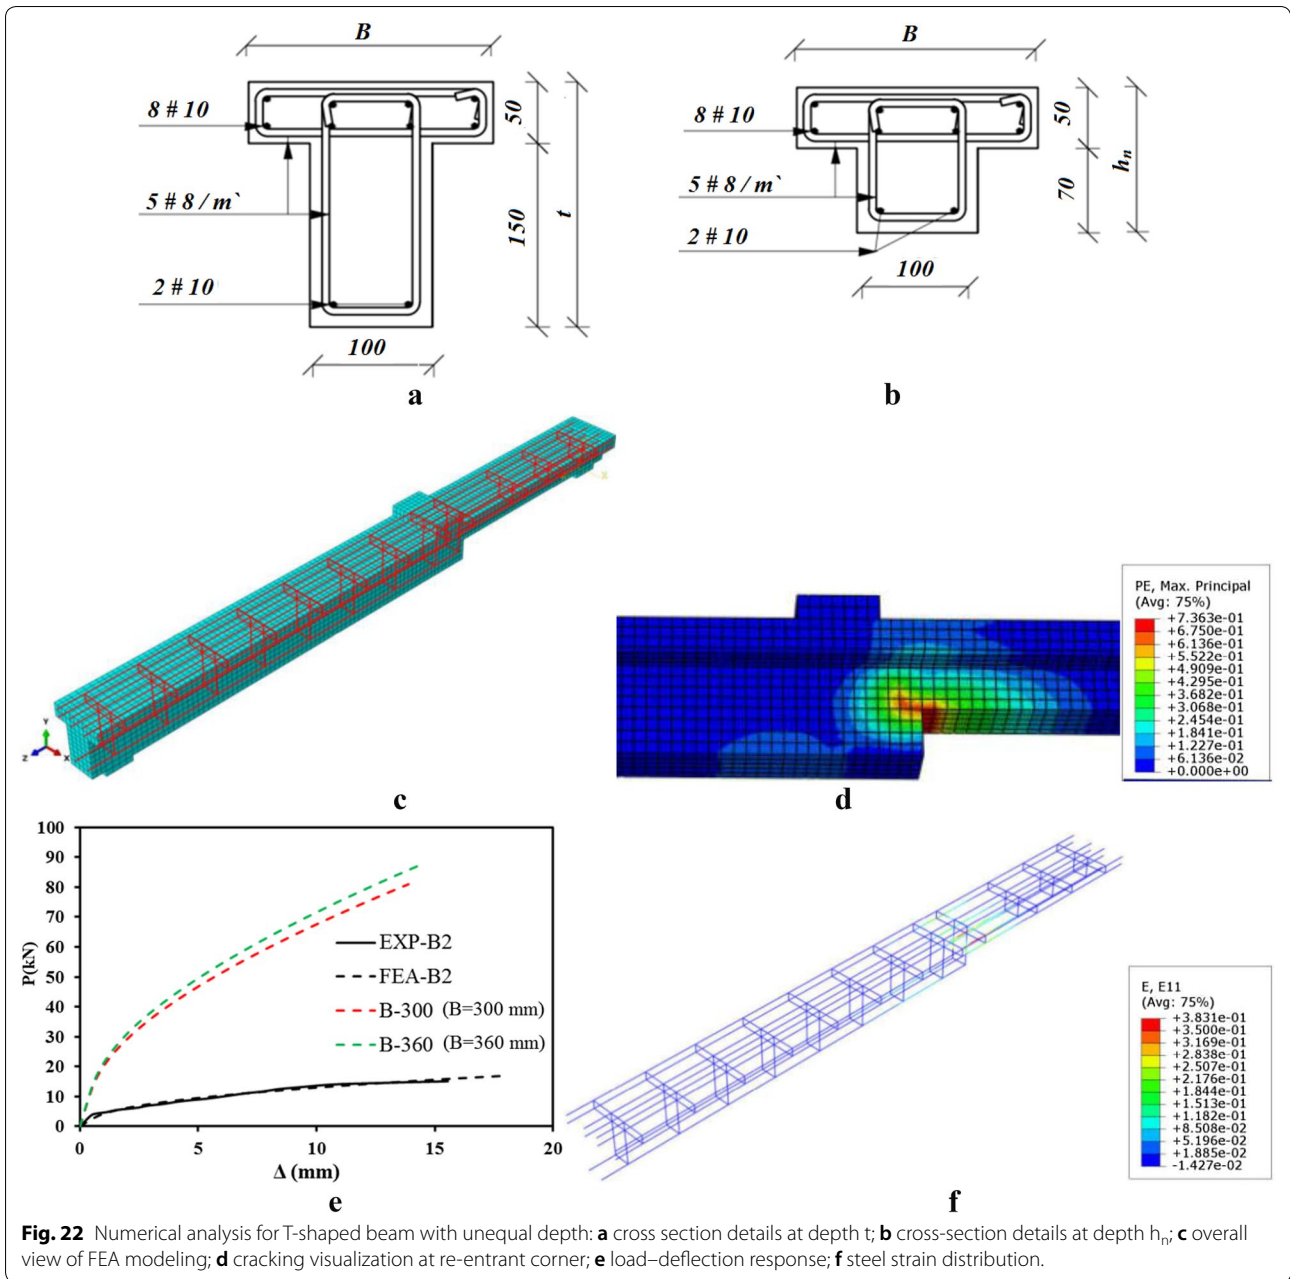 B
8 # 10
50
5 # 8 / m`
150
t
2 # 10
100
a
B
8 # 10
50
5 # 8 / m`
70
hn
2 # 10
100
b
Y
Z
X
X
c
PE, Max. Principal
(Avg: 75%)
+7.363e-01
+6.750e-01
+6.136e-01
+5.522e-01
+4.909e-01
+4.295e-01
+3.682e-01
+3.068e-01
+2.454e-01
+1.841e-01
+1.227e-01
+6.136e-02
+0.000e+00
d
100
90
80
70
60
50
40
30
20
10
0
P(kN)
EXP-B2
FEA-B2
B-300 (B=300 mm)
B-360 (B=360 mm)
0 5 10 15 20
Δ (mm)
e
E, E11
(Avg: 75%)
+3.831e-01
+3.500e-01
+3.169e-01
+2.838e-01
+2.507e-01
+2.176e-01
+1.844e-01
+1.513e-01
+1.182e-01
+8.508e-02
+5.196e-02
+1.885e-02
-1.427e-02
f
Fig. 22 Numerical analysis for T-shaped beam with unequal depth: a cross section details at depth t; b cross-section details at depth hn; c overall
view of FEA modeling; d cracking visualization at re-entrant corner; e load–deflection response; f steel strain distribution.